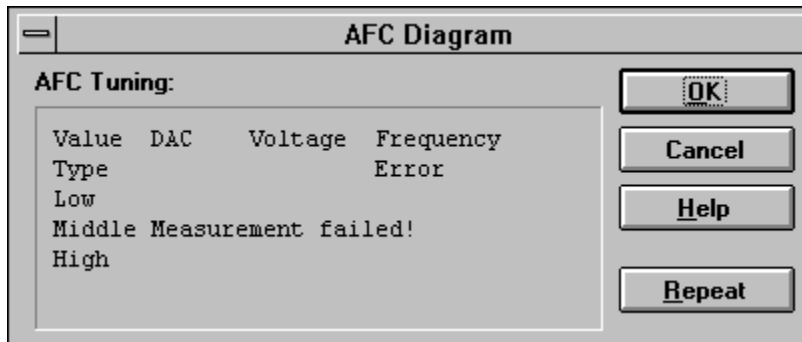 AFC Diagram
AFC Tuning:
Value DAC Voltage Frequency
Type Error
Low
Middle Measurement failed!
High
OK
Cancel
Help
Repeat